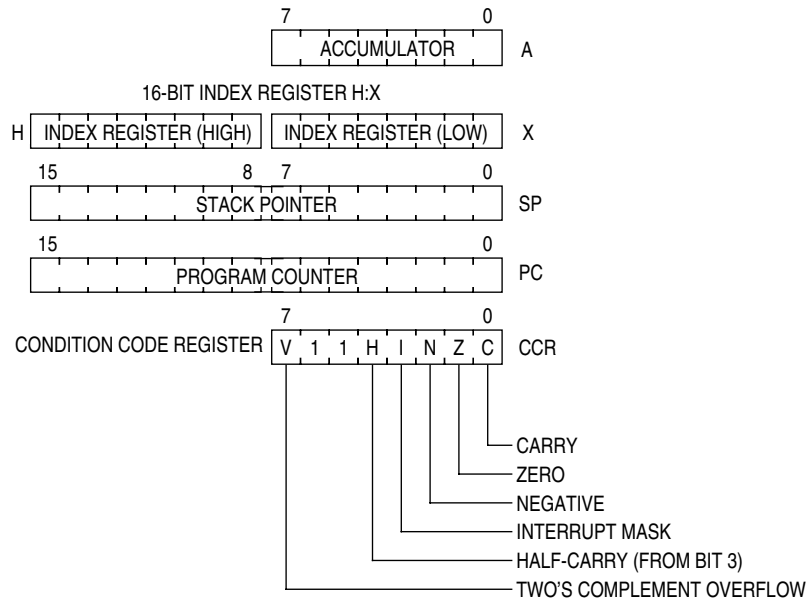 7 0
ACCUMULATOR A
16-BIT INDEX REGISTER H:X
H INDEX REGISTER (HIGH) INDEX REGISTER (LOW) X
15 8 7 0
STACK POINTER SP
15 0
PROGRAM COUNTER PC
7 0
CONDITION CODE REGISTER V 1 1 H I N Z C CCR
CARRY
ZERO
NEGATIVE
INTERRUPT MASK
HALF-CARRY (FROM BIT 3)
TWO'S COMPLEMENT OVERFLOW